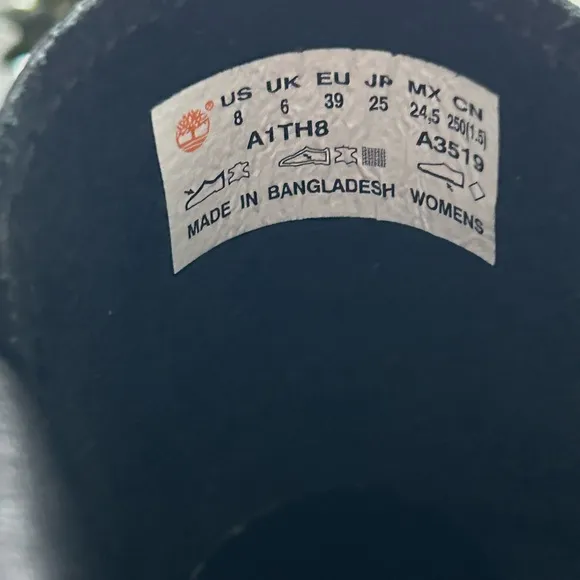 ® US UK EU JP MX CN
8 6 39 25 24,5 250(1.5)
A1TH8 A3519
MADE IN BANGLADESH WOMENS